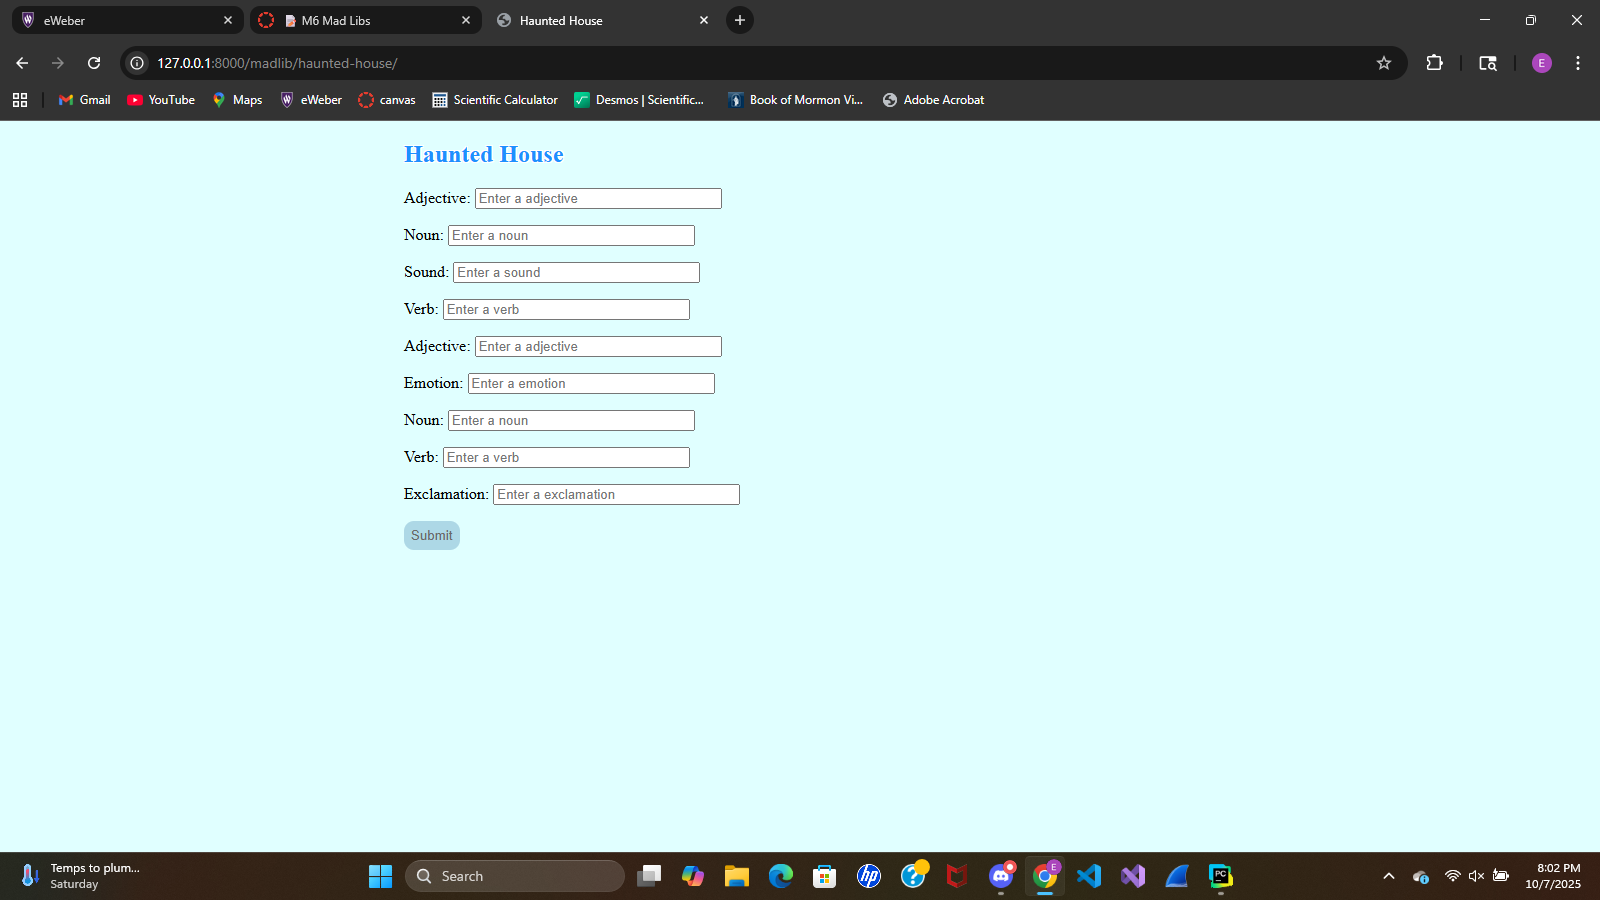 eWeber
M6 Mad Libs
Haunted House
127.0.0.1:8000/madlib/haunted-house/
E
Gmail
YouTube
Maps
eWeber
canvas
Scientific Calculator
Desmos | Scientific...
Book of Mormon Vi...
Adobe Acrobat
Haunted House
Adjective: Enter a adjective
Noun: Enter a noun
Sound: Enter a sound
Verb: Enter a verb
Adjective: Enter a adjective
Emotion: Enter a emotion
Noun: Enter a noun
Verb: Enter a verb
Exclamation: Enter a exclamation
Submit
Temps to plum...
Saturday
Search
hp
?
E
PC
8:02 PM
10/7/2025